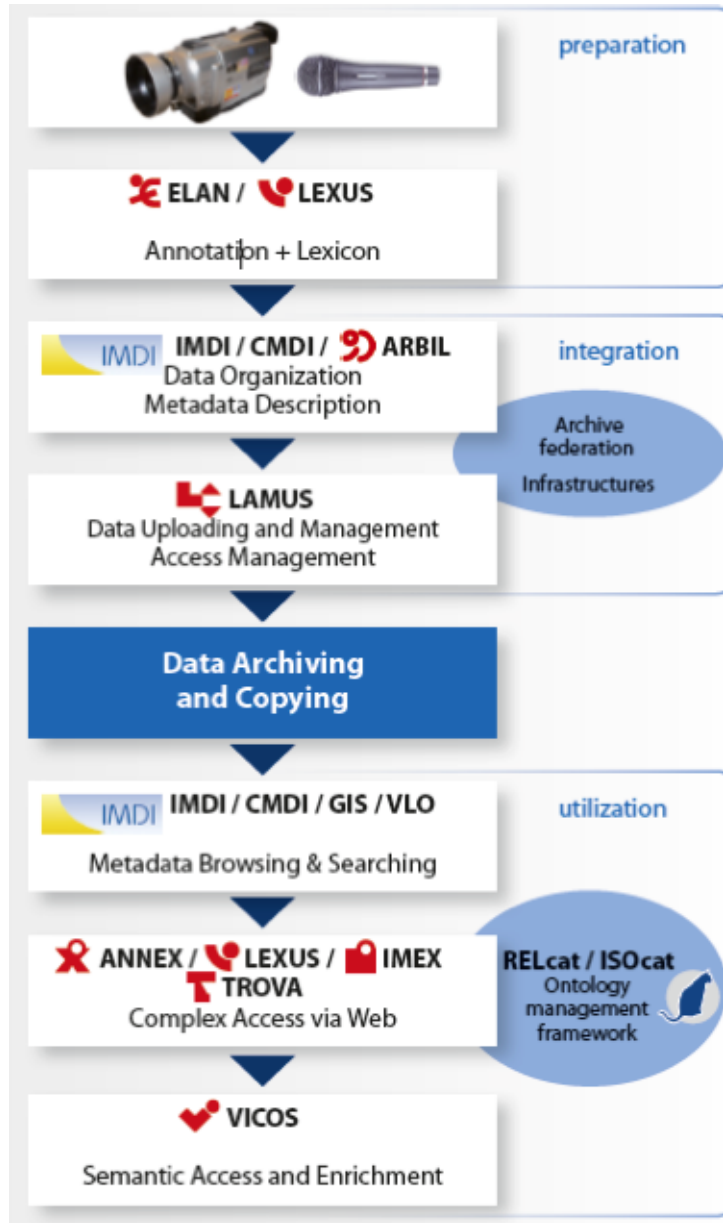 preparation
ELAN / LEXUS
Annotation + Lexicon
IMDI IMDI / CMDI / ARBIL
Data Organization
Metadata Description
integration
Archive
federation
Infrastructures
LAMUS
Data Uploading and Management
Access Management
Data Archiving
and Copying
IMDI IMDI / CMDI / GIS / VLO
Metadata Browsing & Searching
utilization
ANNEX / LEXUS / IMEX
TROVA
Complex Access via Web
RELcat / ISOcat
Ontology
management
framework
VICOS
Semantic Access and Enrichment